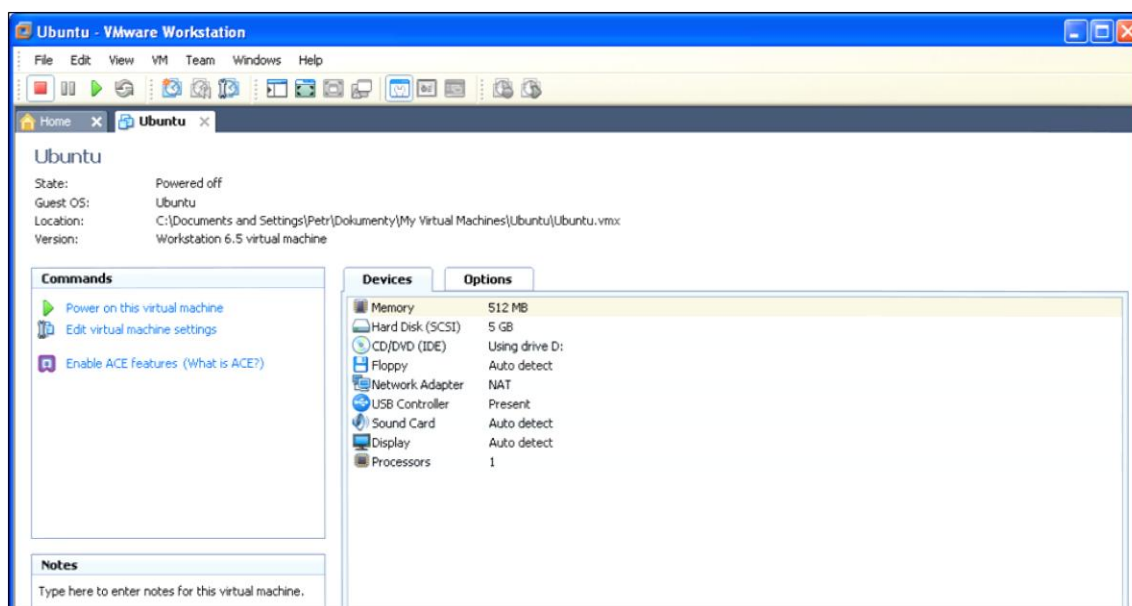 Ubuntu - VMware Workstation
File Edit View VM Team Windows Help
Home Ubuntu
Ubuntu
State: Powered off
Guest OS: Ubuntu
Location: C:\Documents and Settings\Petr\Dokumenty\My Virtual Machines\Ubuntu\Ubuntu.vmx
Version: Workstation 6.5 virtual machine
Commands
Power on this virtual machine
Edit virtual machine settings
Enable ACE features (What is ACE?)
Devices Options
Memory 512 MB
Hard Disk (SCSI) 5 GB
CD/DVD (IDE) Using drive D:
Floppy Auto detect
Network Adapter NAT
USB Controller Present
Sound Card Auto detect
Display Auto detect
Processors 1
Notes
Type here to enter notes for this virtual machine.